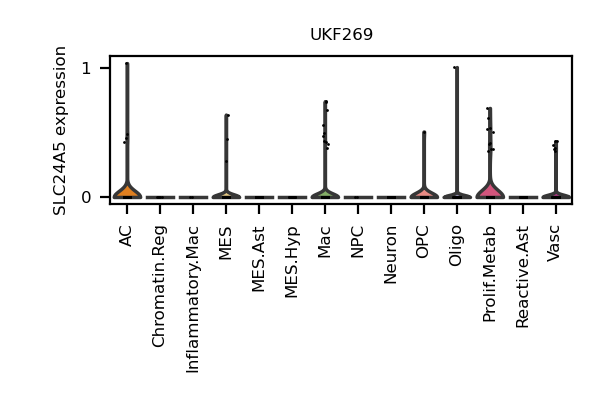 UKF269
SLC24A5 expression
1
0
AC
Chromatin.Reg
Inflammatory.Mac
MES
MES.Ast
MES.Hyp
Mac
NPC
Neuron
OPC
Oligo
Prolif.Metab
Reactive.Ast
Vasc